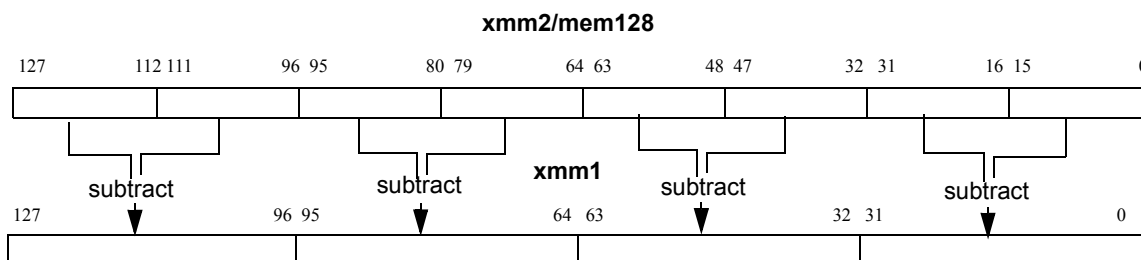 xmm2/mem128
127 112 111 96 95 80 79 64 63 48 47 32 31 16 15 0
xmm1
subtract subtract subtract subtract
127 96 95 64 63 32 31 0